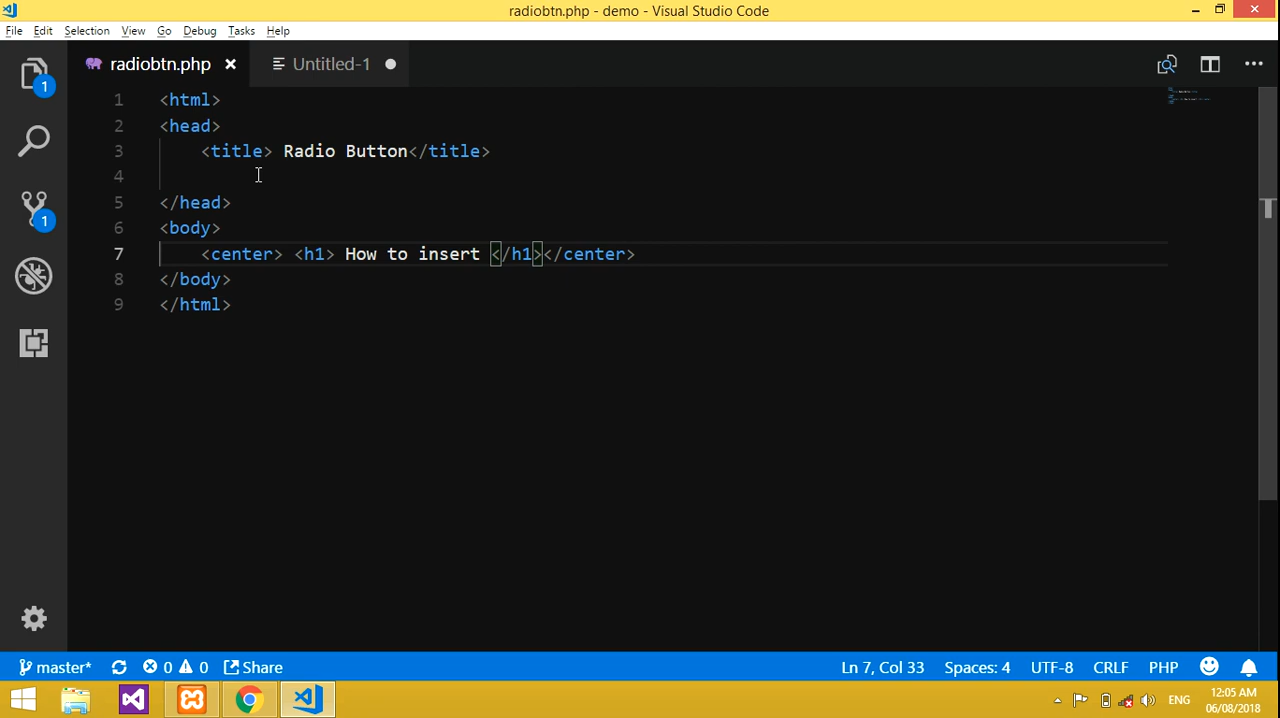 radiobtn.php - demo - Visual Studio Code
File Edit Selection View Go Debug Tasks Help
radiobtn.php Untitled-1
1 <html>
2 <head>
3 <title> Radio Button</title>
4
5 </head>
6 <body>
7 <center> <h1> How to insert </h1></center>
8 </body>
9 </html>
1
1
master* 0 0 Share Ln 7, Col 33 Spaces: 4 UTF-8 CRLF PHP
ENG 12:05 AM
06/08/2018